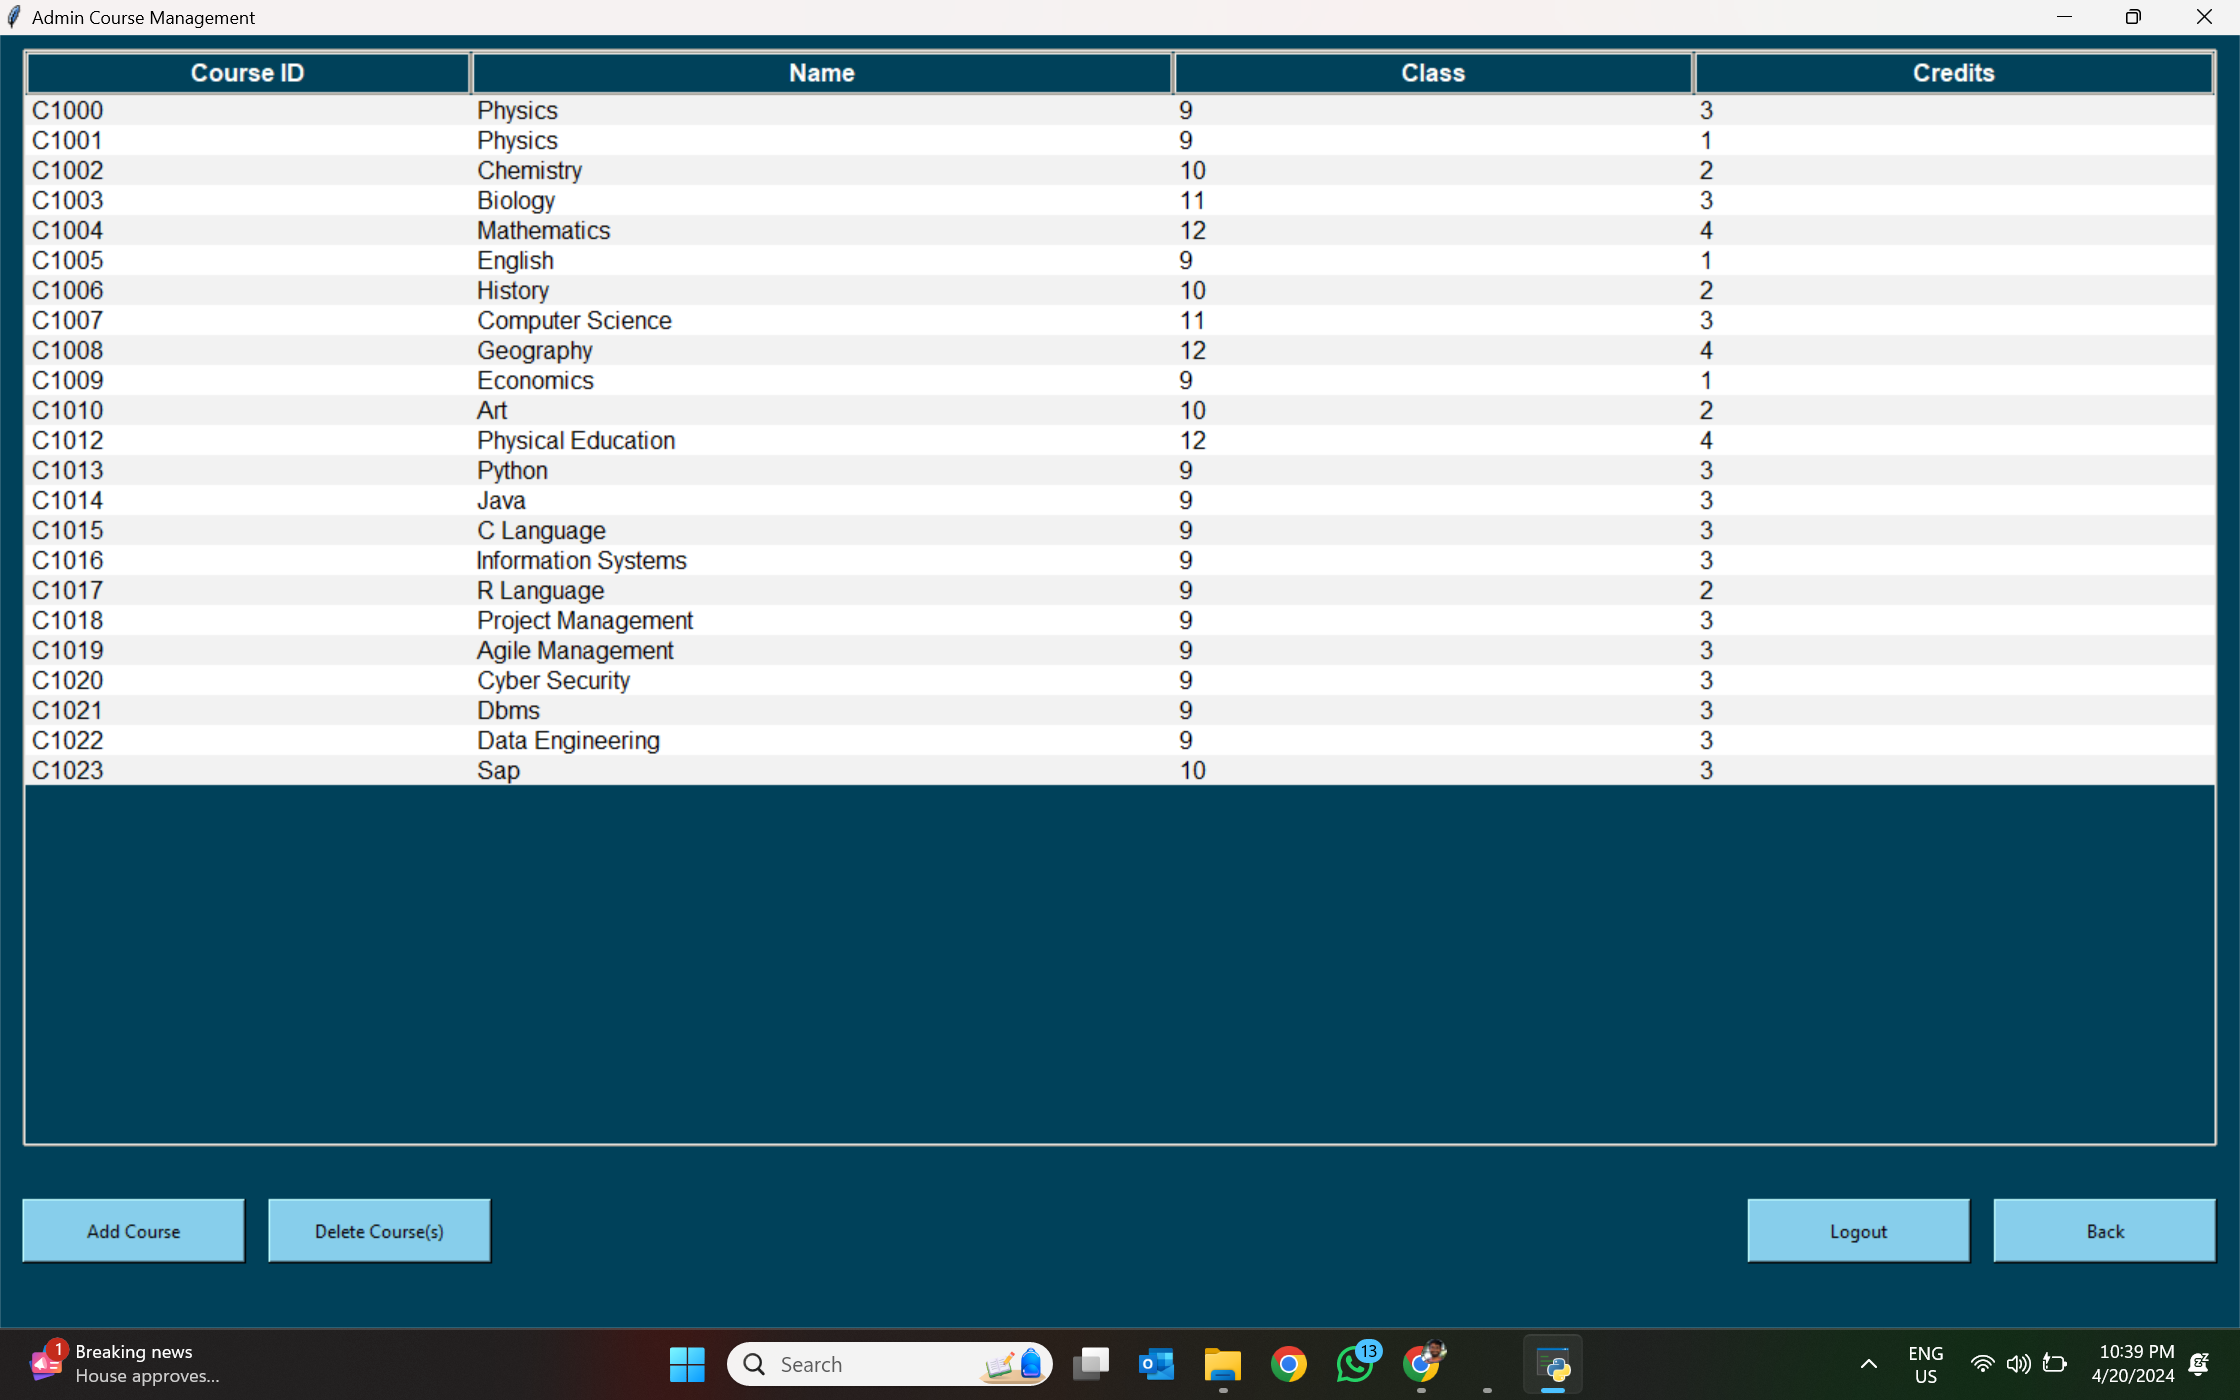 Admin Course Management
Course ID Name Class Credits
C1000 Physics 9 3
C1001 Physics 9 1
C1002 Chemistry 10 2
C1003 Biology 11 3
C1004 Mathematics 12 4
C1005 English 9 1
C1006 History 10 2
C1007 Computer Science 11 3
C1008 Geography 12 4
C1009 Economics 9 1
C1010 Art 10 2
C1012 Physical Education 12 4
C1013 Python 9 3
C1014 Java 9 3
C1015 C Language 9 3
C1016 Information Systems 9 3
C1017 R Language 9 2
C1018 Project Management 9 3
C1019 Agile Management 9 3
C1020 Cyber Security 9 3
C1021 Dbms 9 3
C1022 Data Engineering 9 3
C1023 Sap 10 3
Add Course Delete Course(s) Logout Back
1 Breaking news
House approves...
Search
13
ENG
US
10:39 PM
4/20/2024